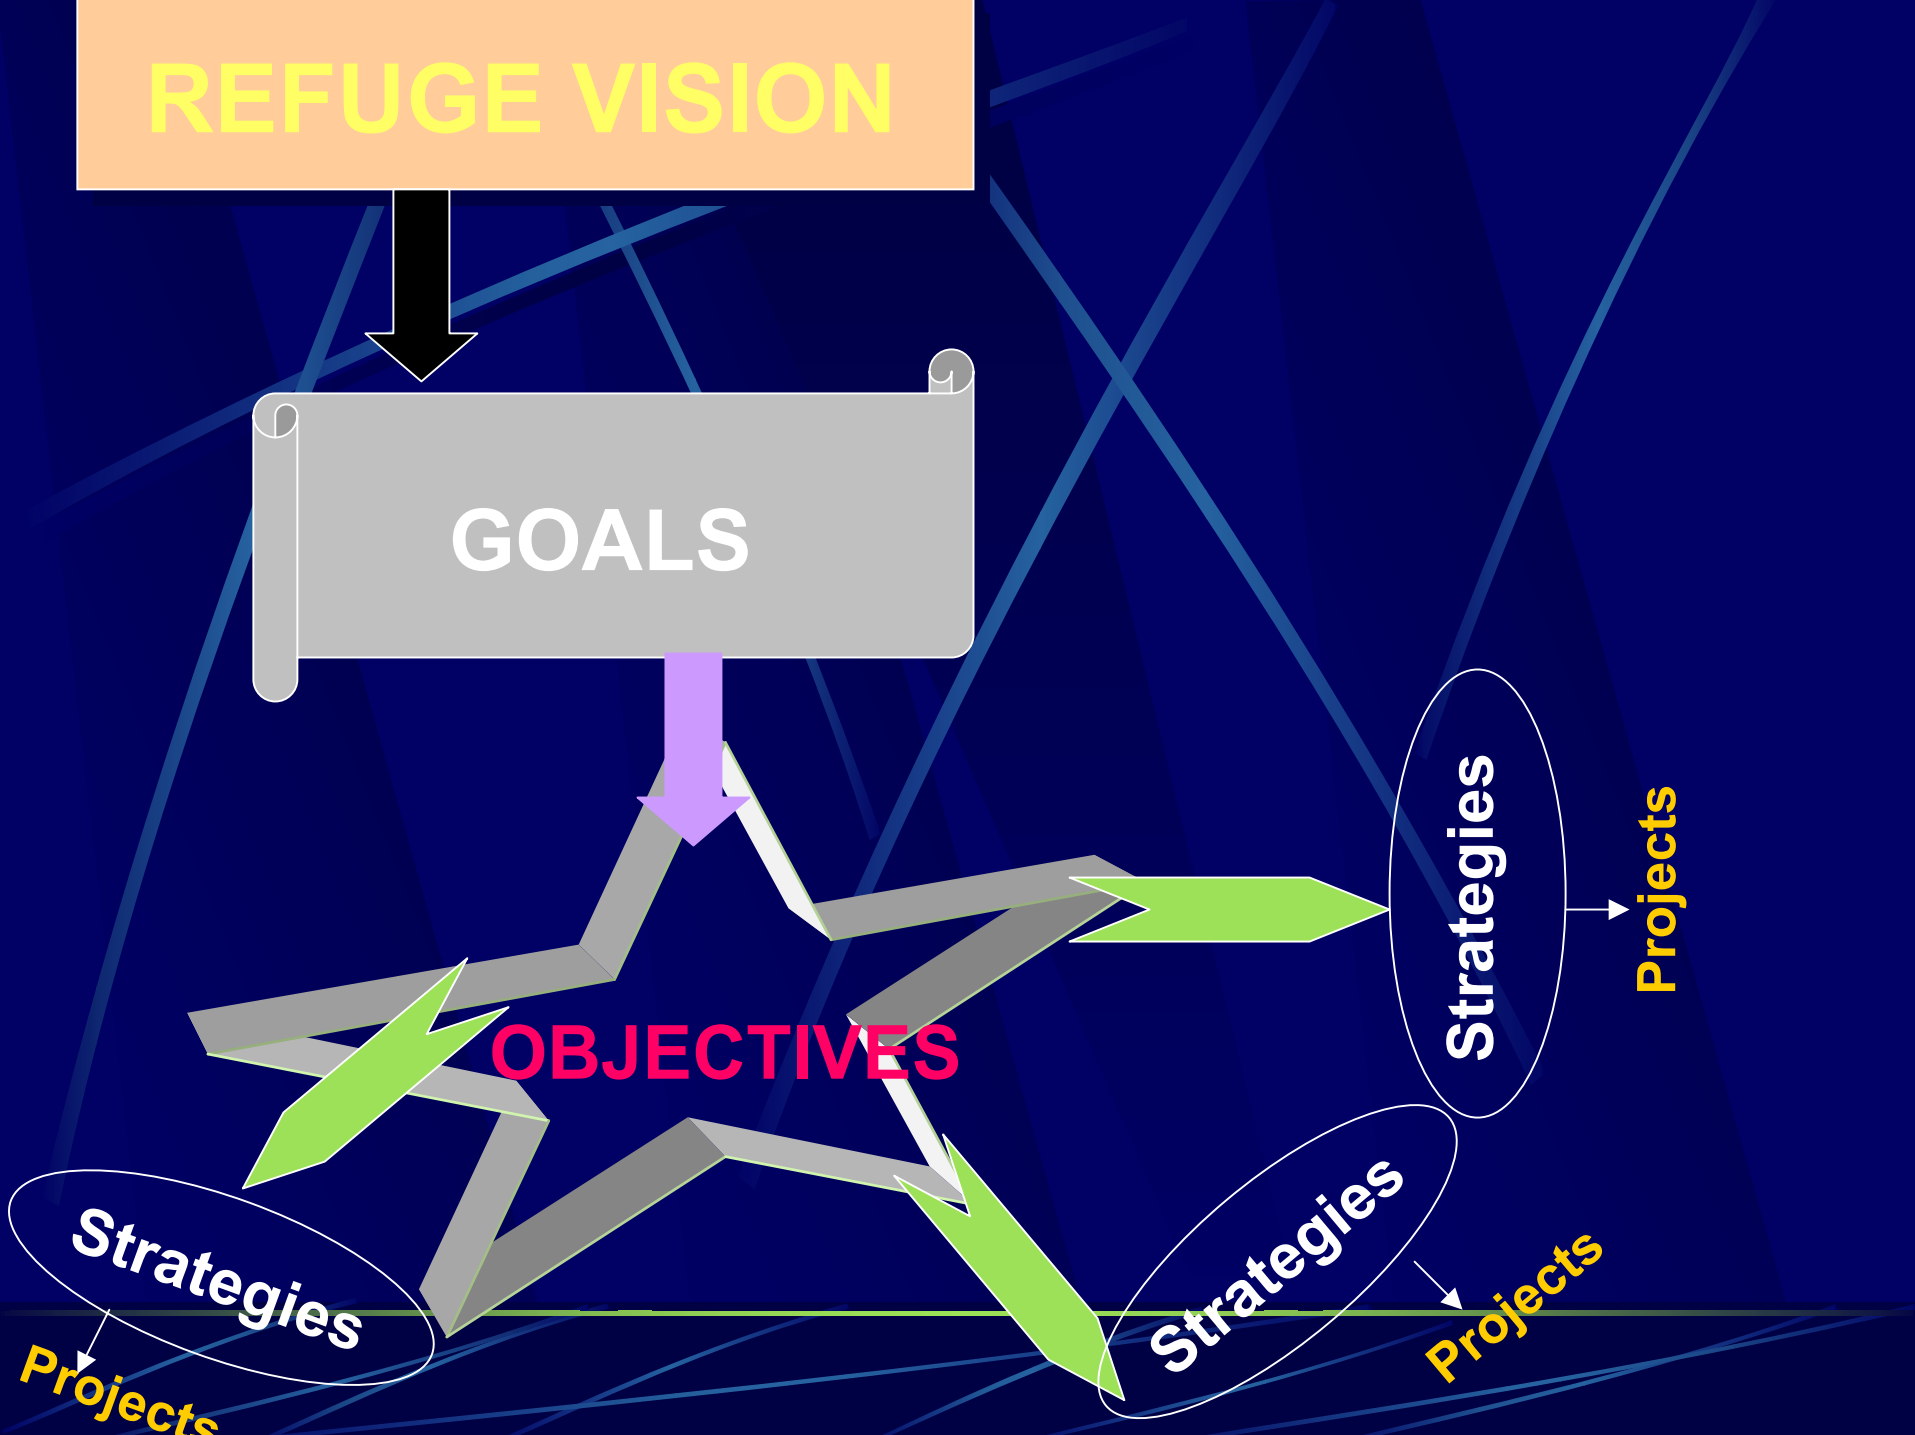 REFUGE VISION
GOALS
OBJECTIVES
Strategies
Projects
Strategies
Projects
Strategies
Projects